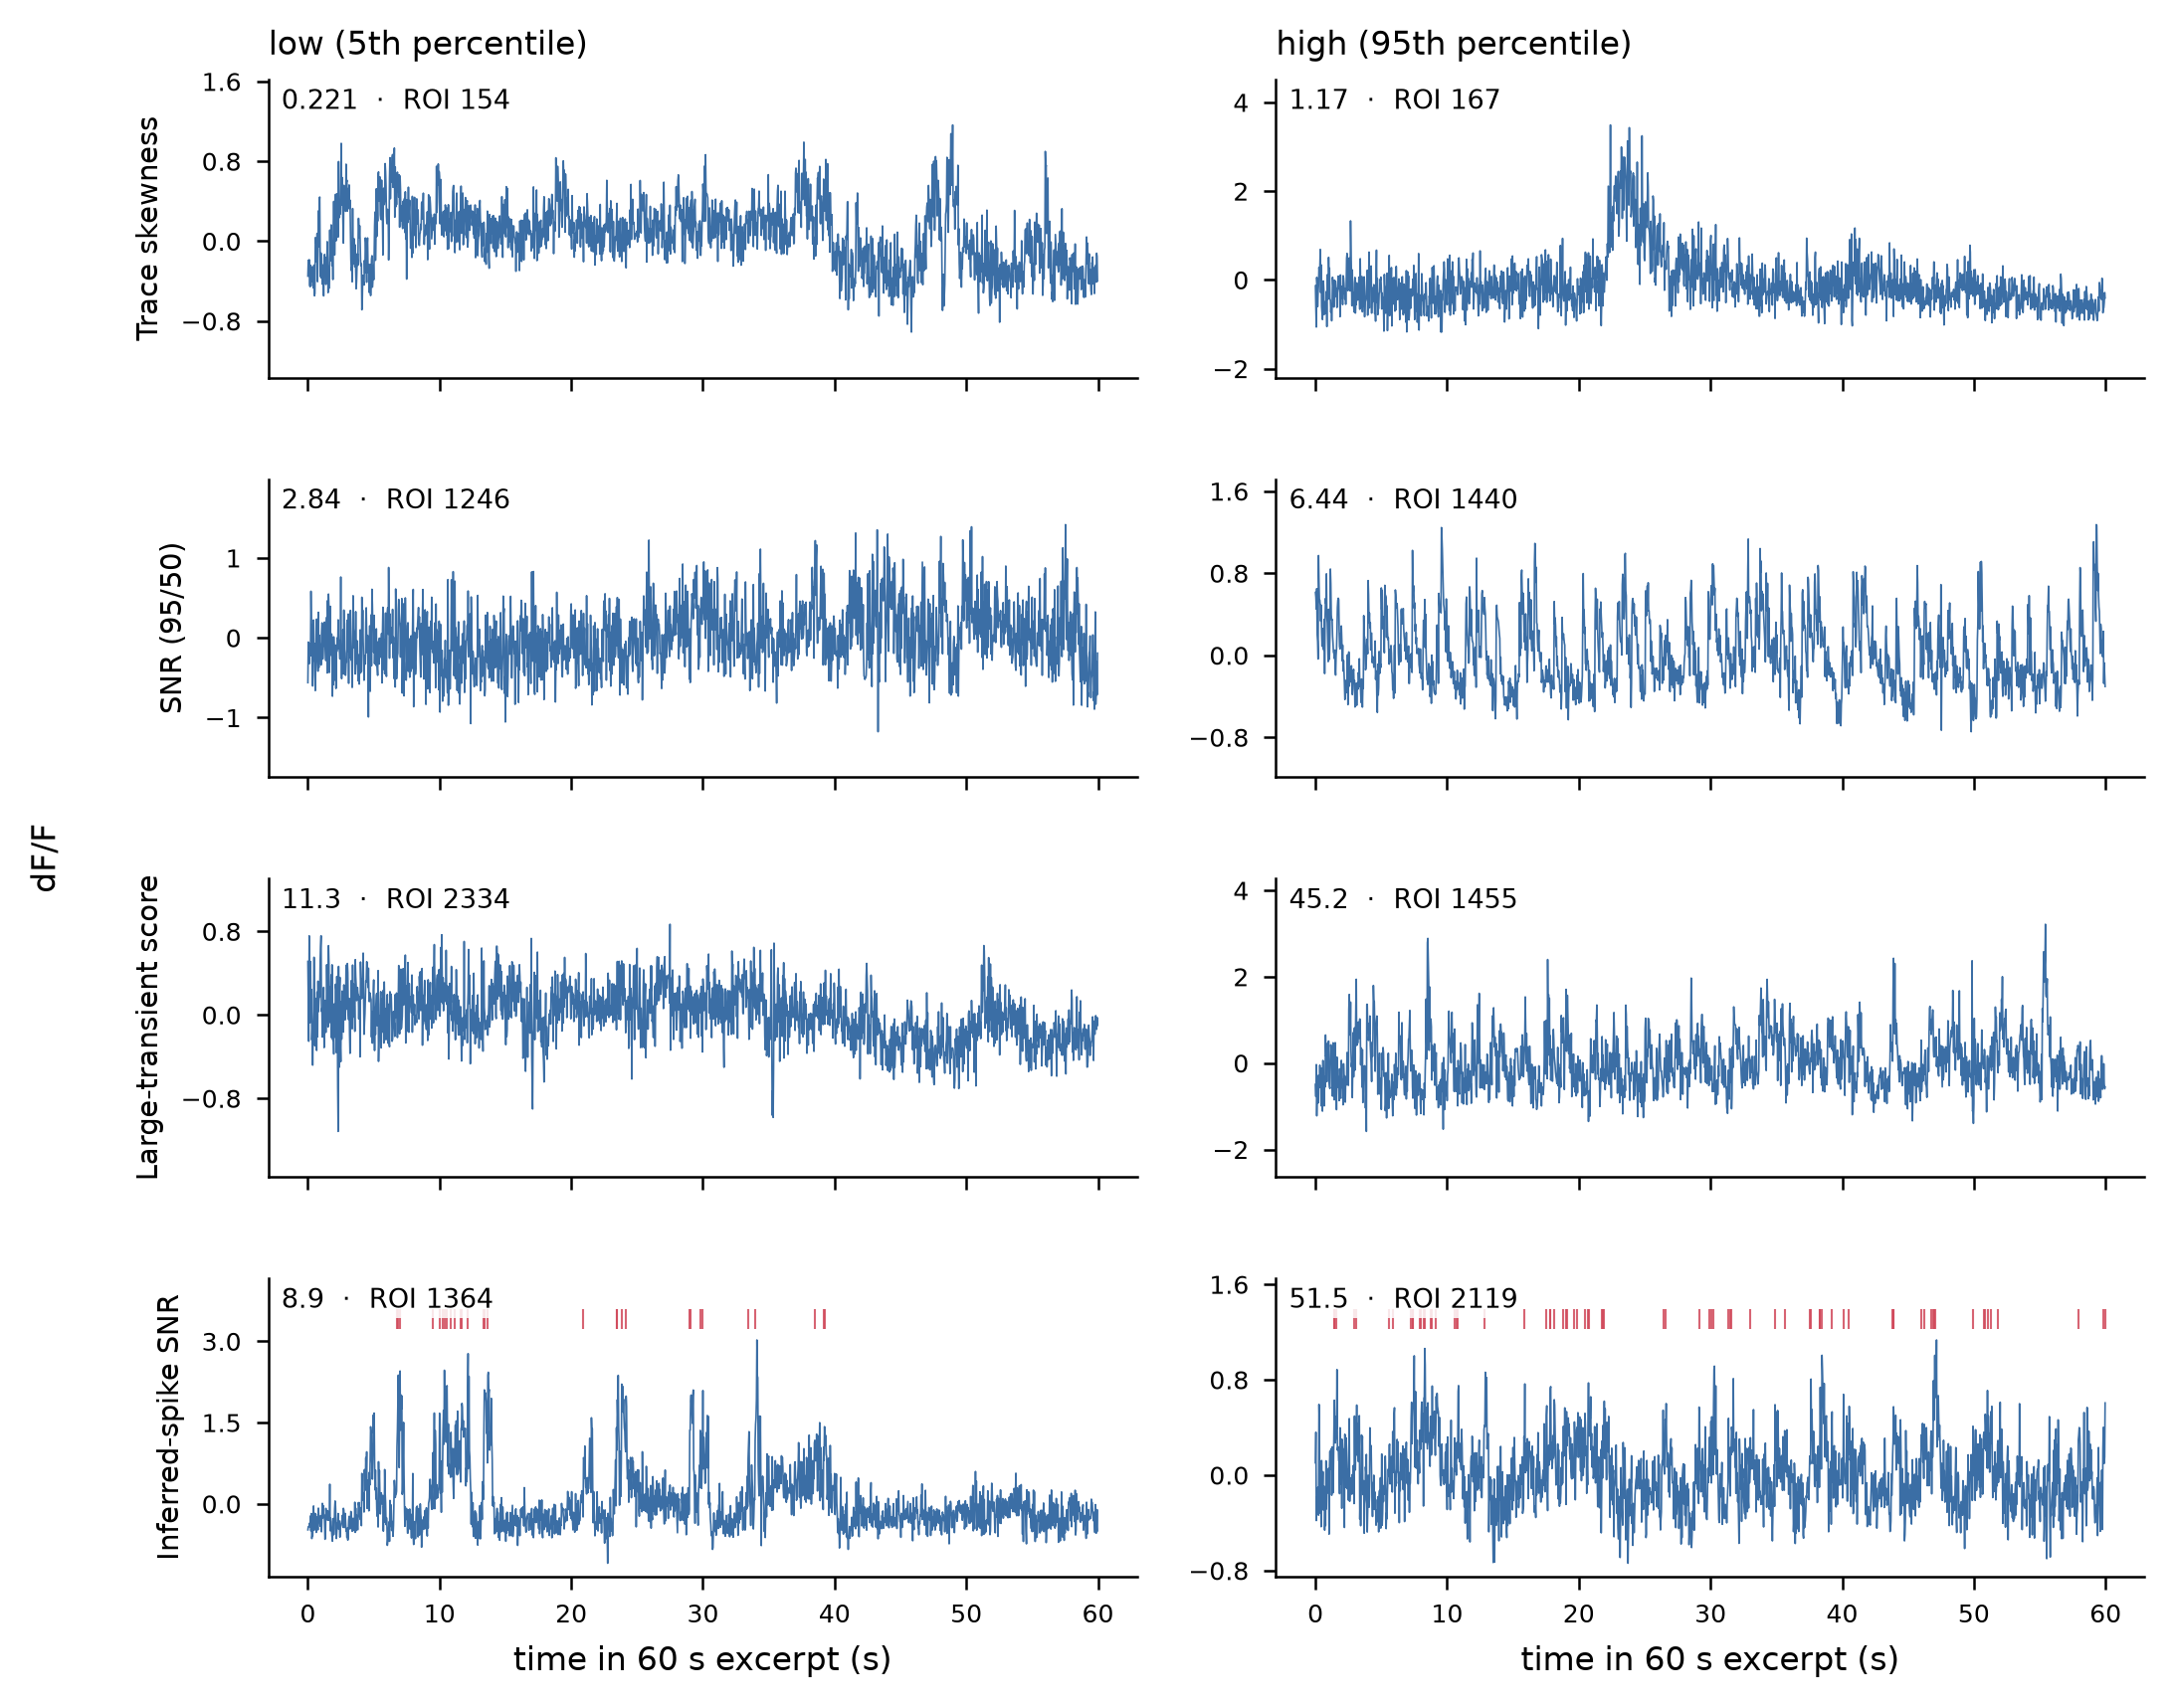 low (5th percentile)
high (95th percentile)
dF/F
Trace skewness
0.221 · ROI 154
1.6
0.8
0.0
−0.8
1.17 · ROI 167
4
2
0
−2
SNR (95/50)
2.84 · ROI 1246
1
0
−1
6.44 · ROI 1440
1.6
0.8
0.0
−0.8
Large-transient score
11.3 · ROI 2334
0.8
0.0
−0.8
45.2 · ROI 1455
4
2
0
−2
Inferred-spike SNR
8.9 · ROI 1364
3.0
1.5
0.0
51.5 · ROI 2119
1.6
0.8
0.0
−0.8
0 10 20 30 40 50 60
0 10 20 30 40 50 60
time in 60 s excerpt (s)
time in 60 s excerpt (s)